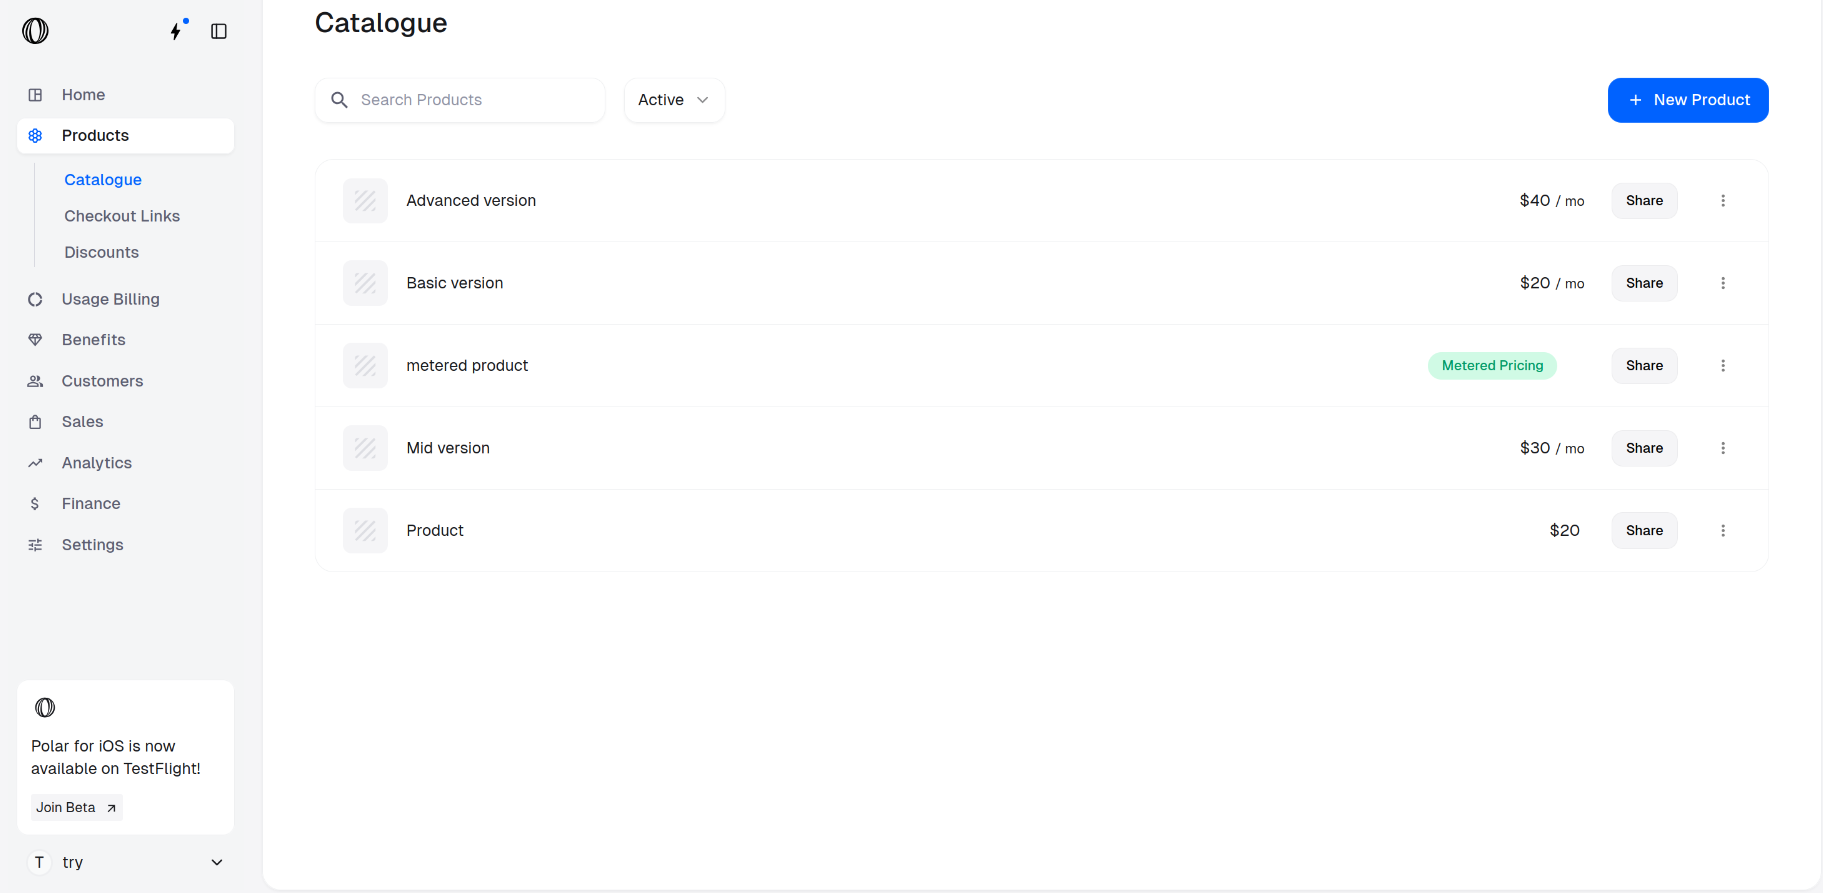 Home
Products
Catalogue
Checkout Links
Discounts
Usage Billing
Benefits
Customers
Sales
Analytics
Finance
Settings
Polar for iOS is now
available on TestFlight!
Join Beta
T try
Catalogue
Search Products
Active
+ New Product
Advanced version $40 / mo Share
Basic version $20 / mo Share
metered product Metered Pricing Share
Mid version $30 / mo Share
Product $20 Share